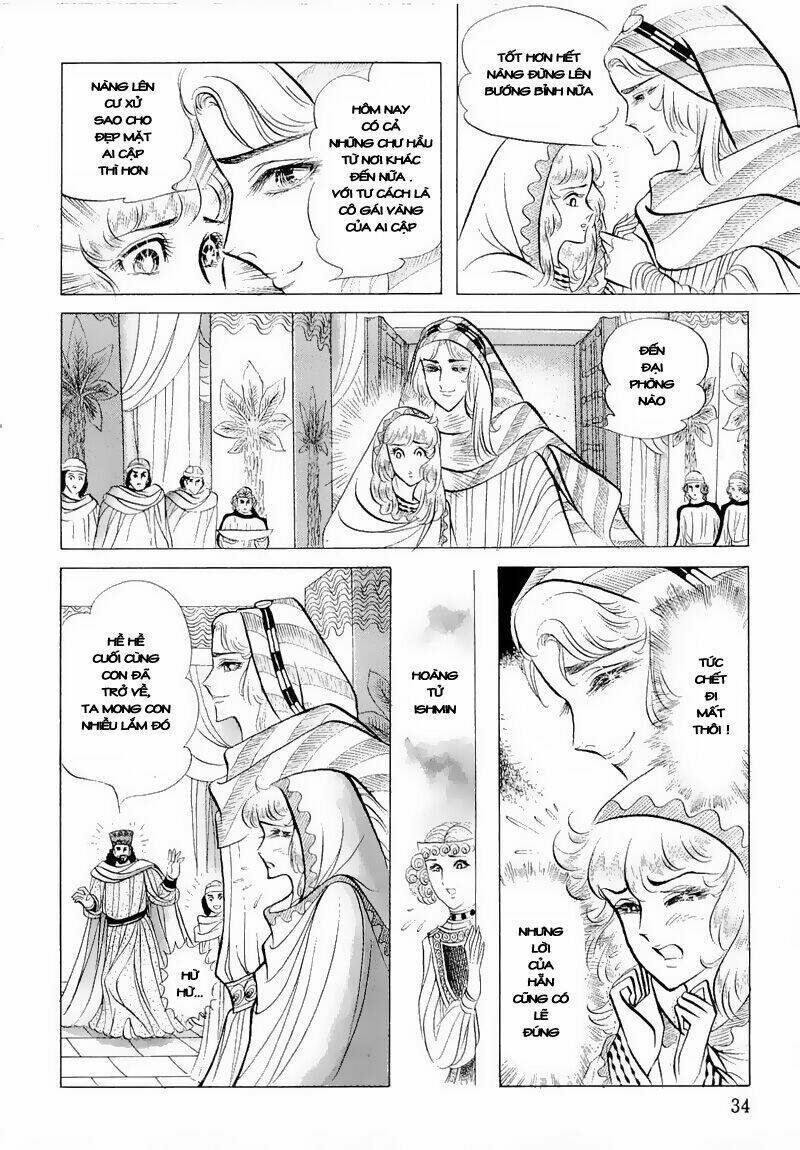 TỐT HƠN HẾT
NÀNG ĐỪNG LÊN
BƯỚNG BỈNH NỮA
HÔM NAY
CÓ CẢ
NHỮNG CHƯ HẦU
TỪ NƠI KHÁC
ĐẾN NỮA .
VỚI TƯ CÁCH LÀ
CÔ GÁI VÀNG
CỦA AI CẬP
NÀNG LÊN
CƯ XỬ
SAO CHO
ĐẸP MẶT
AI CẬP
THÌ HƠN
ĐẾN
ĐẠI
PHÒNG
NÀO
TỨC
CHẾT
ĐI
MẤT
THÔI !
NHƯNG
LỜI
CỦA
HẮN
CŨNG CÓ
LẼ
ĐÚNG
HOÀNG
TỬ
ISHMIN
HỀ HỀ
CUỐI CÙNG
CON ĐÃ
TRỞ VỀ,
TA MONG CON
NHIỀU LẮM ĐÓ
HỪ
HỪ...
34